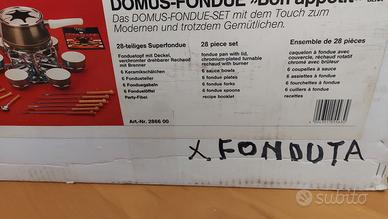 DOMUS-FONDUE »Bon appetit«
Das DOMUS-FONDUE-SET mit dem Touch zum
Modernen und trotzdem Gemütlichen.
28-teiliges Superfondue
Fonduetopf mit Deckel,
verchromter drehbarer Rechaud
mit Brenner
6 Keramikschälchen
6 Fondueteller
6 Fonduegabeln
6 Fonduelöffel
Party-Fibel
Art.-Nr. 2866 00
28 piece set
fondue pan with lid,
chromium-plated turnable
rechaud with burner
6 sauce bowls
6 fondue plates
6 fondue forks
6 fondue spoons
recipe booklet
Ensemble de 28 pièces
caquelon à fondue avec
couvercle, réchaud rotatif
chromé avec brûleur
6 coupelles à sauce
6 assiettes à fondue
6 fourchettes à fondue
6 cuillers à fondue
recettes
X FONDUTA
subito